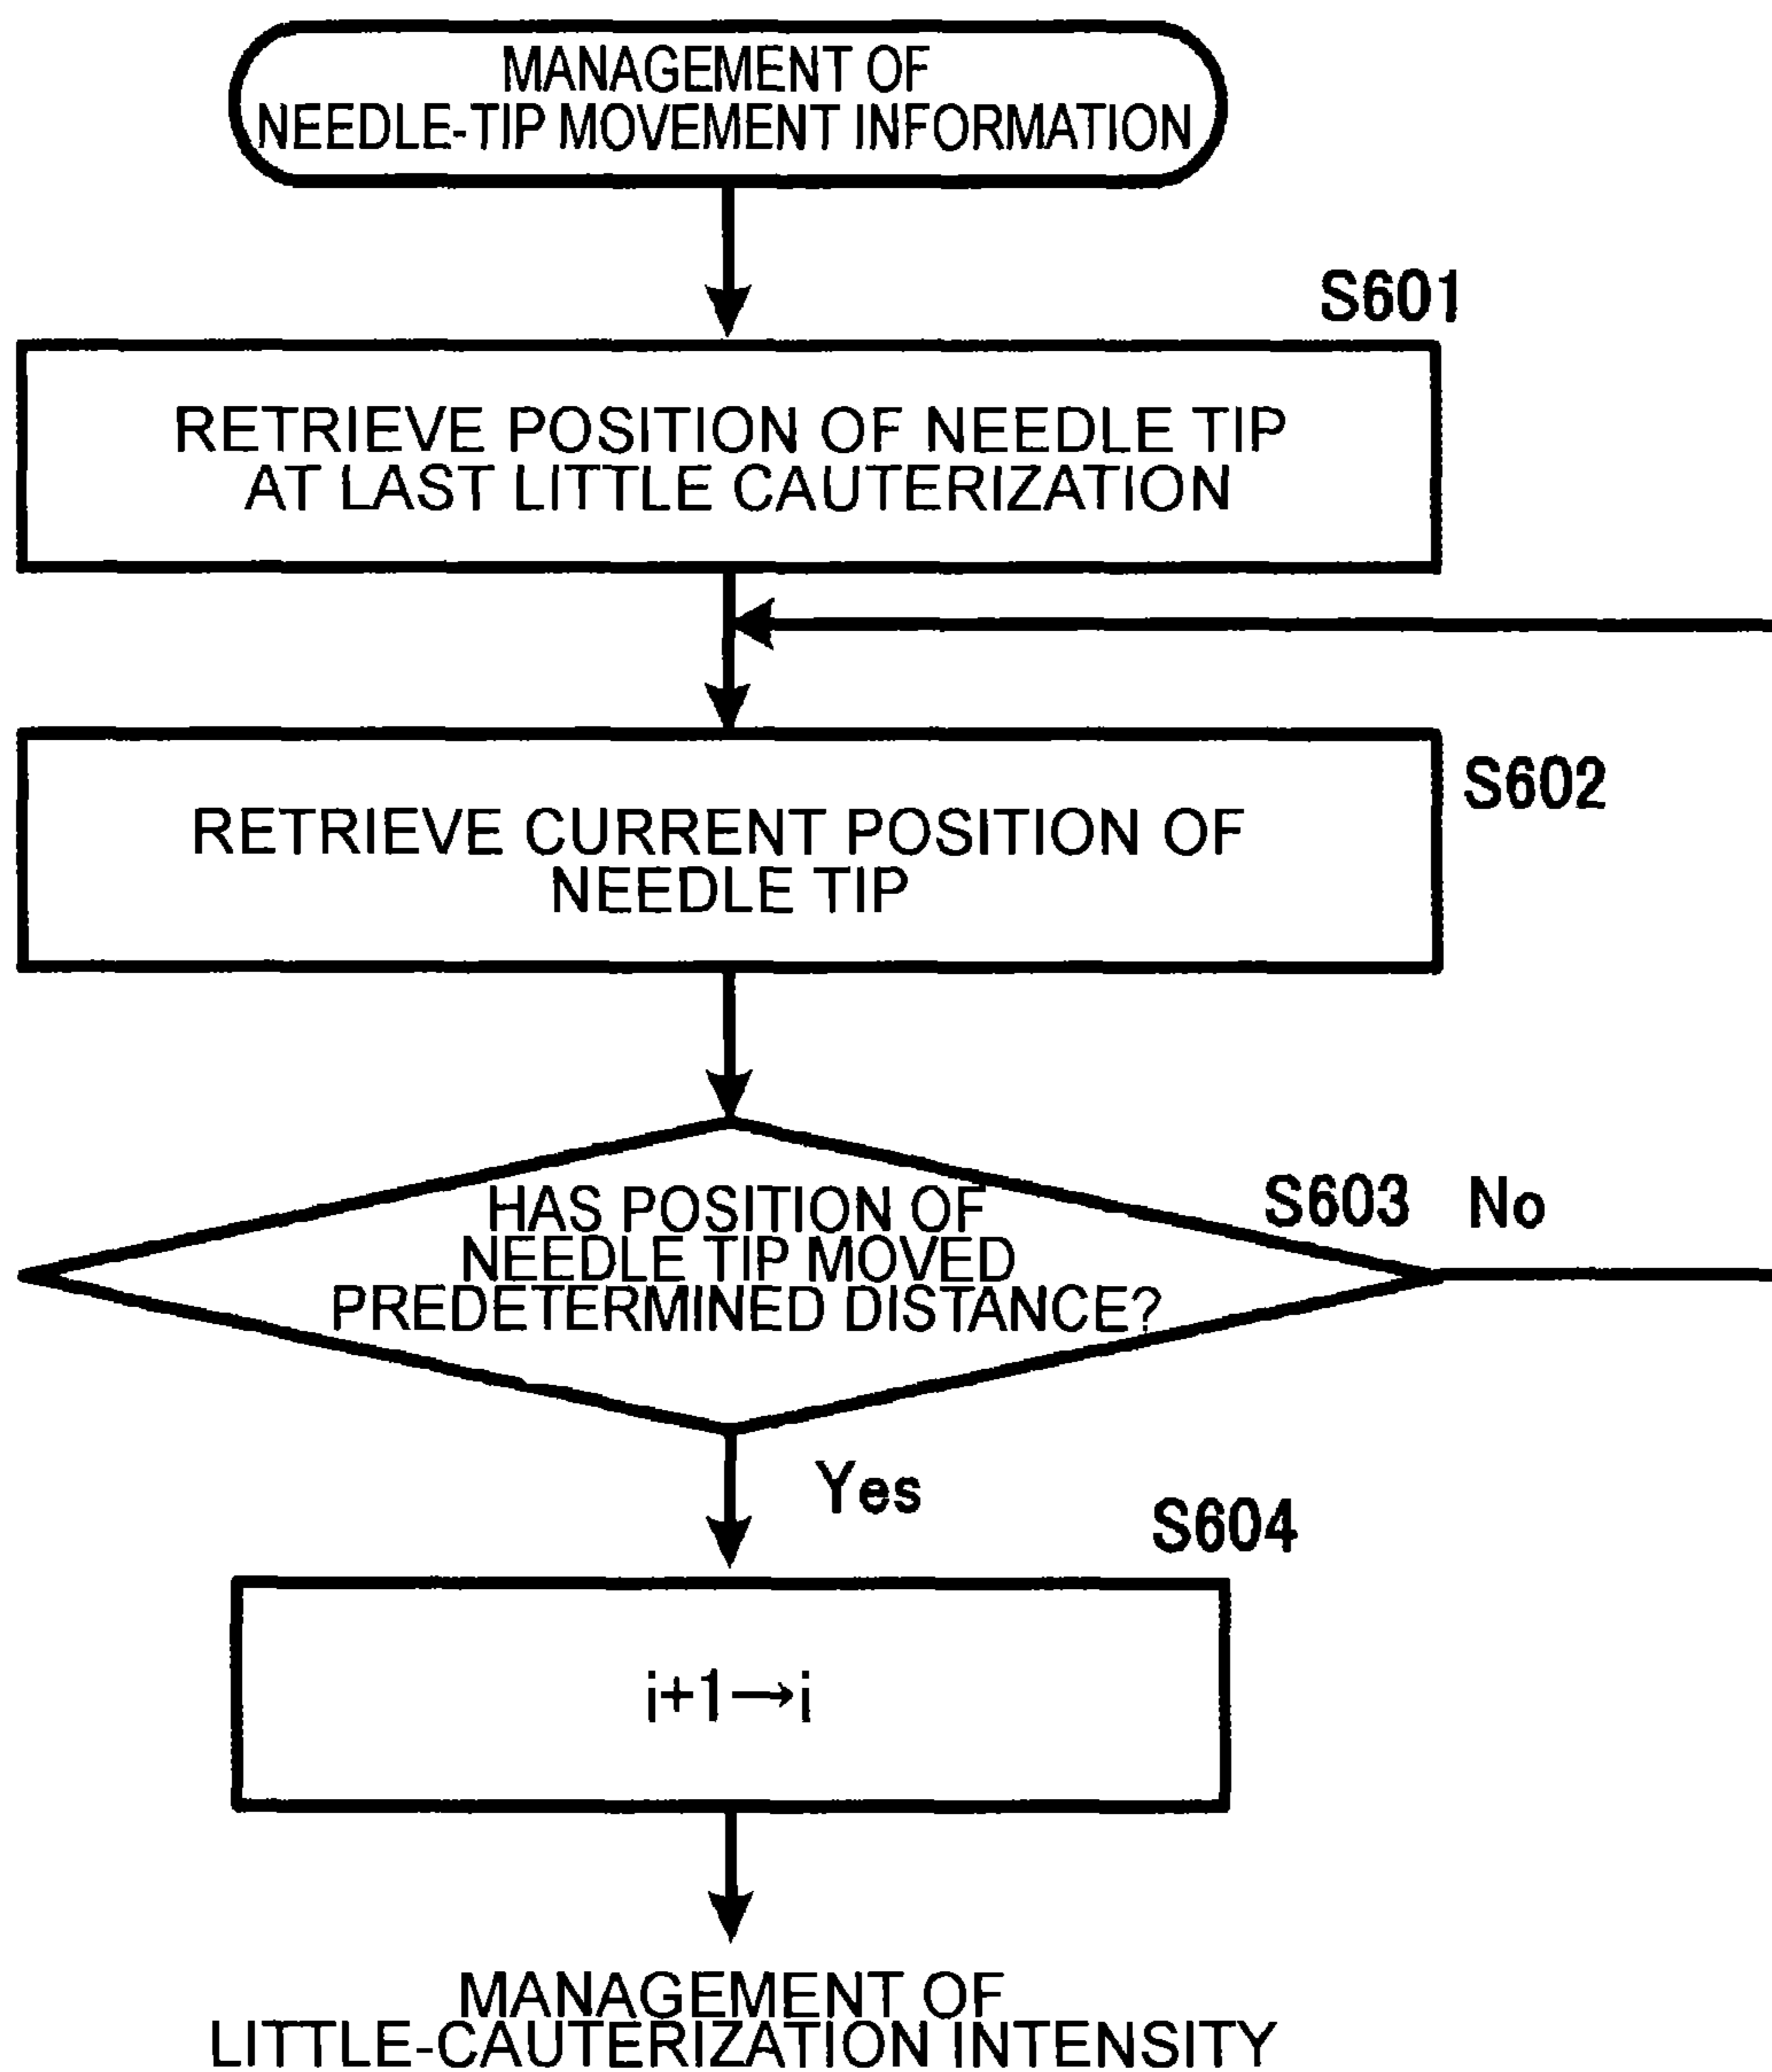 MANAGEMENT OF
NEEDLE-TIP MOVEMENT INFORMATION
S601
RETRIEVE POSITION OF NEEDLE TIP
AT LAST LITTLE CAUTERIZATION
S602
RETRIEVE CURRENT POSITION OF
NEEDLE TIP
S603 No
HAS POSITION OF
NEEDLE TIP MOVED
PREDETERMINED DISTANCE?
Yes
S604
i+1→i
MANAGEMENT OF
LITTLE-CAUTERIZATION INTENSITY